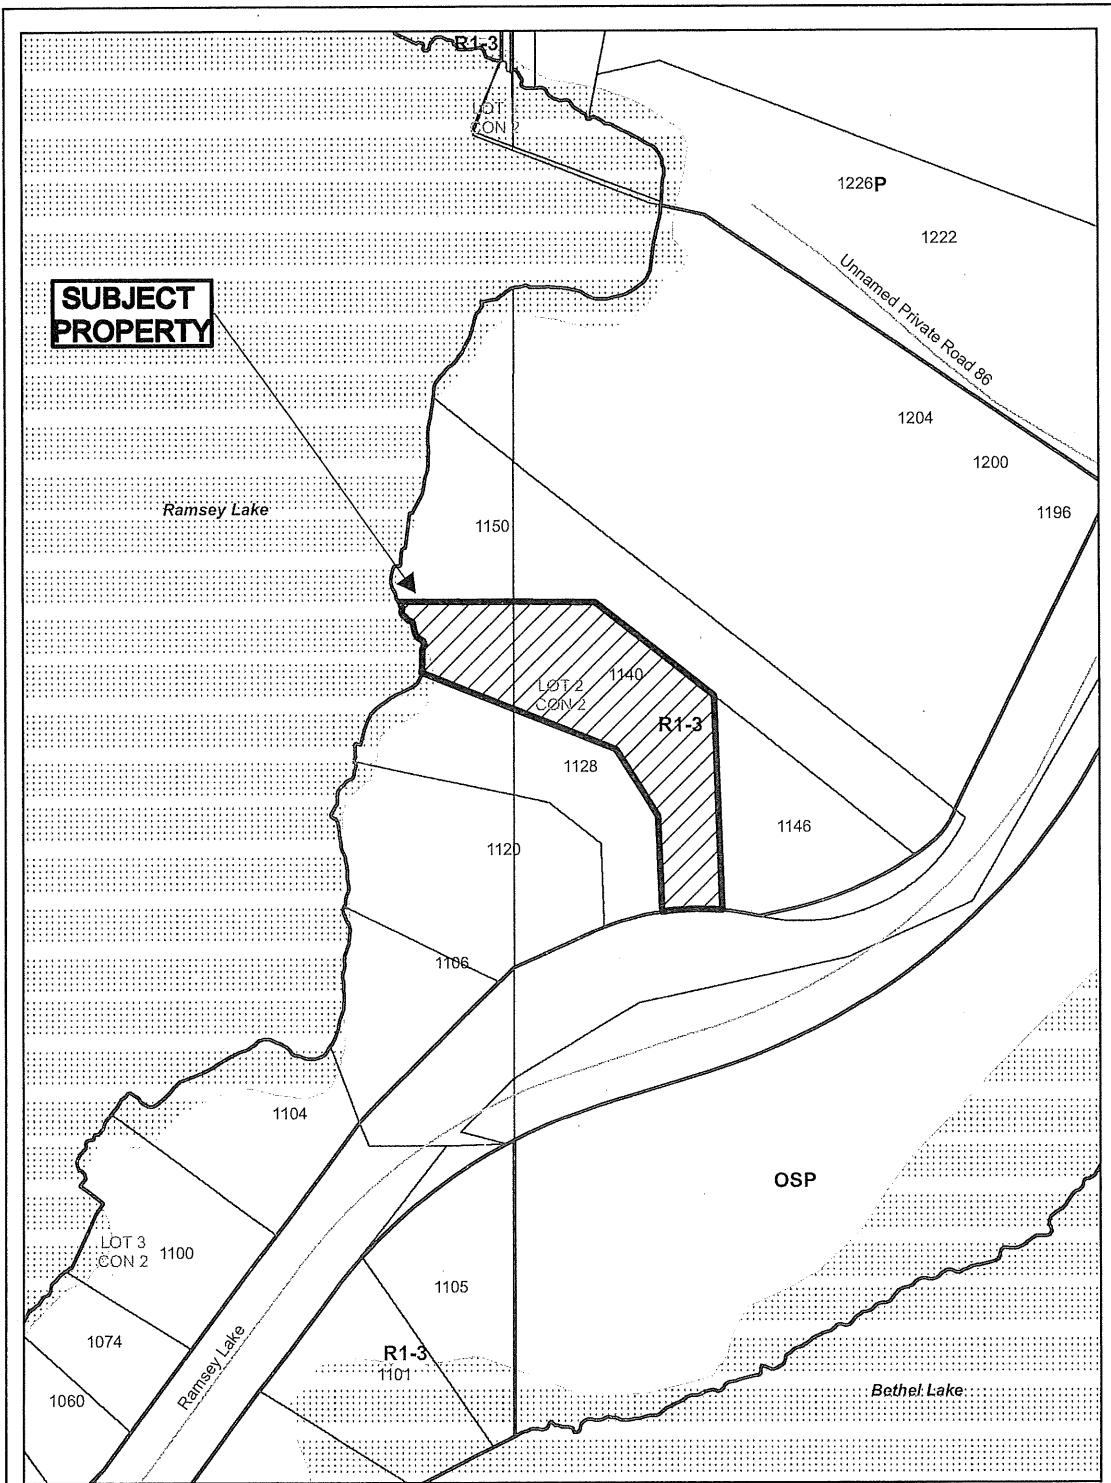 R1-3
LOT
CON 2
1226P
1222
Unnamed Private Road 86
SUBJECT
PROPERTY
1204
1200
1196
Ramsey Lake
1150
1140
LOT 2
CON 2
R1-3
1128
1146
1120
1106
1104
OSP
LOT 3
CON 2
1100
1105
1074
Ramsey Lake
R1-3
1101
1060
Bethel Lake